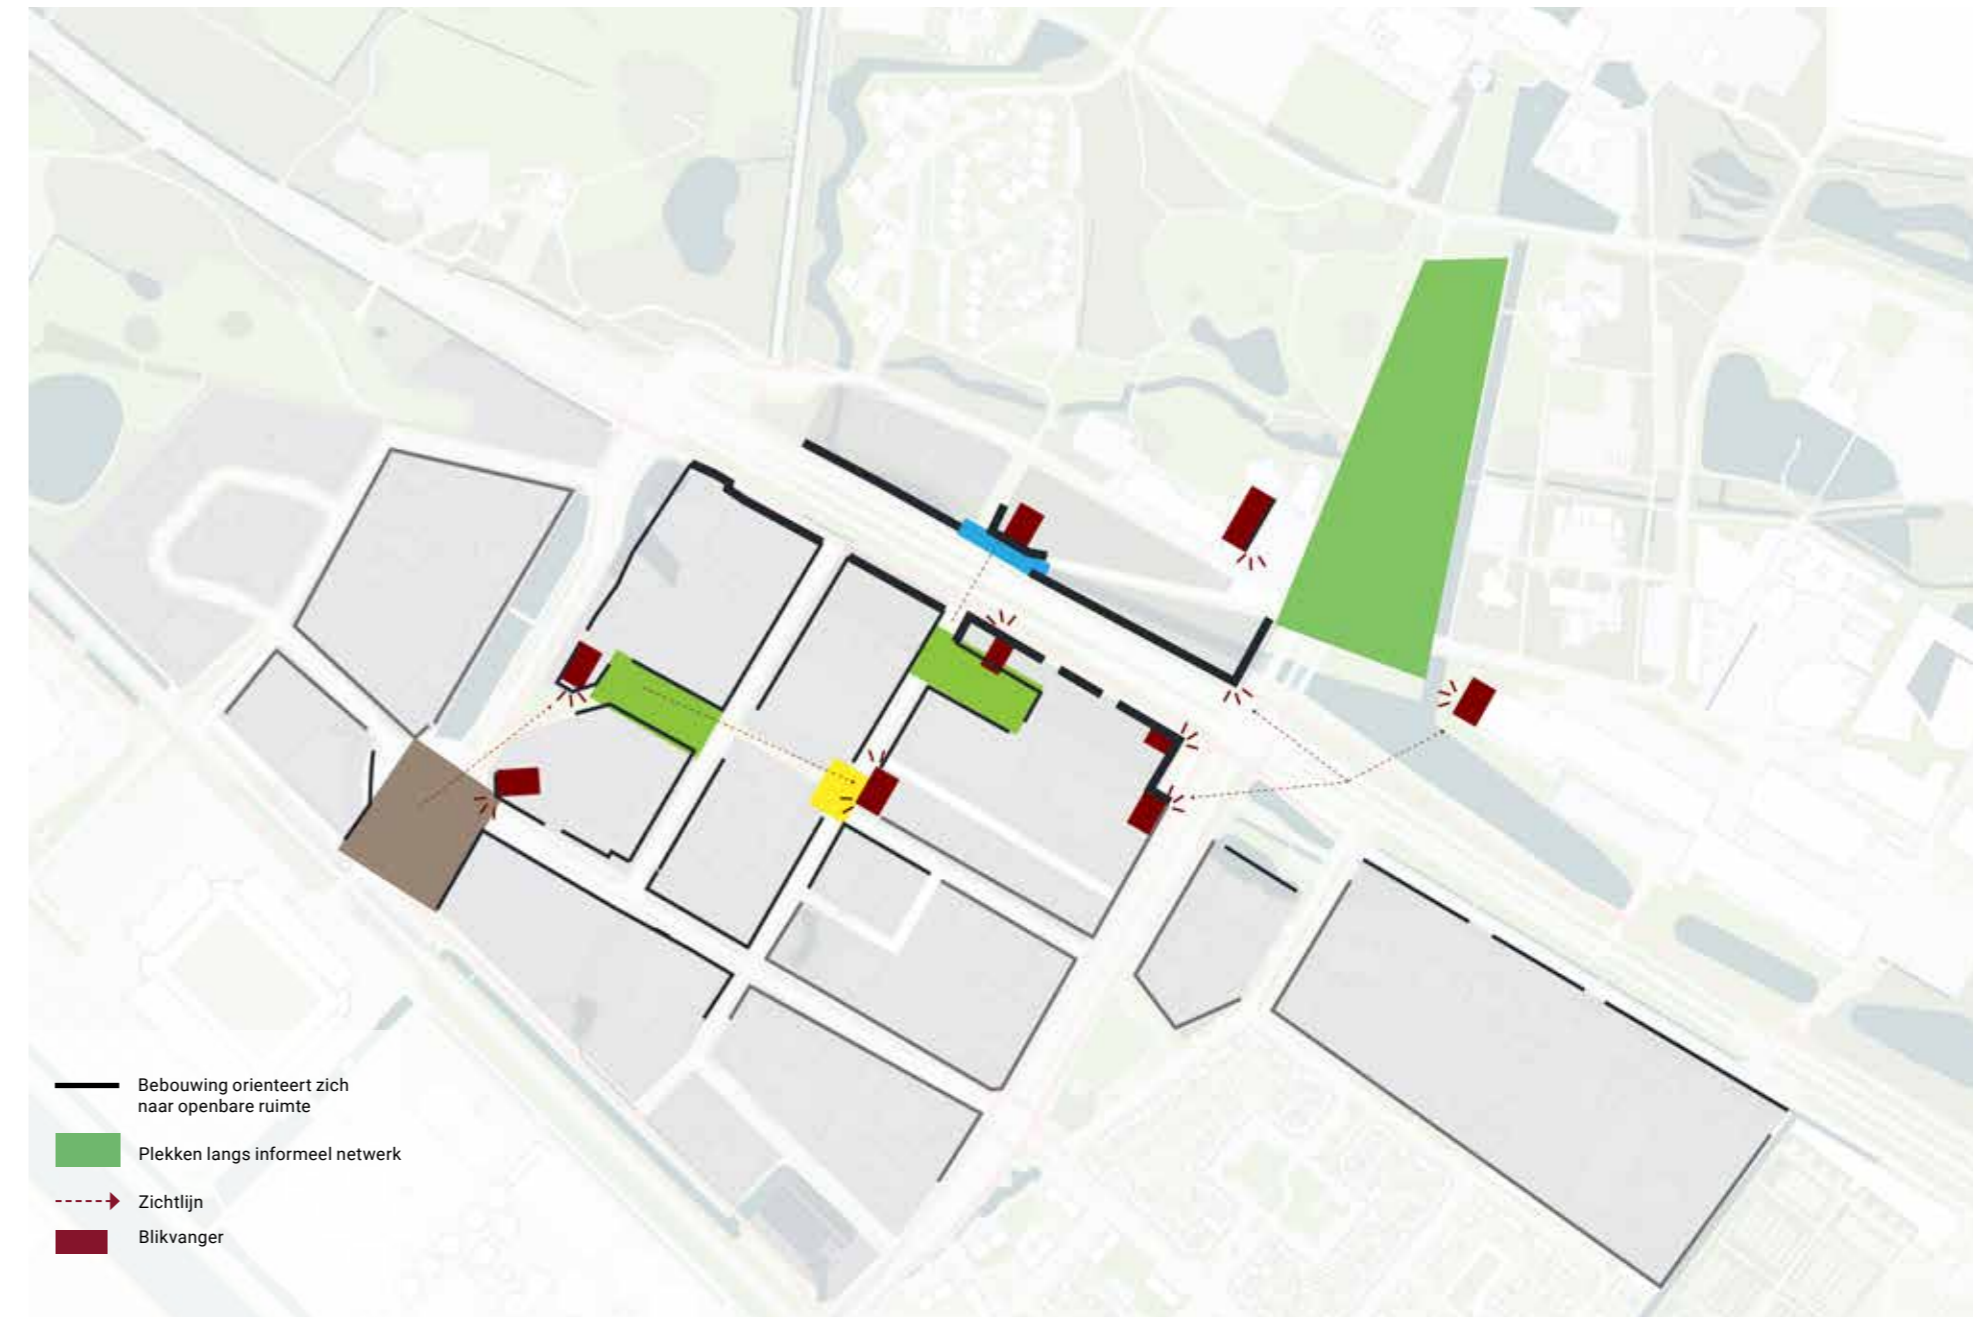 Bebouwing orienteert zich
naar openbare ruimte
Plekken langs informeel netwerk
Zichtlijn
Blikvanger